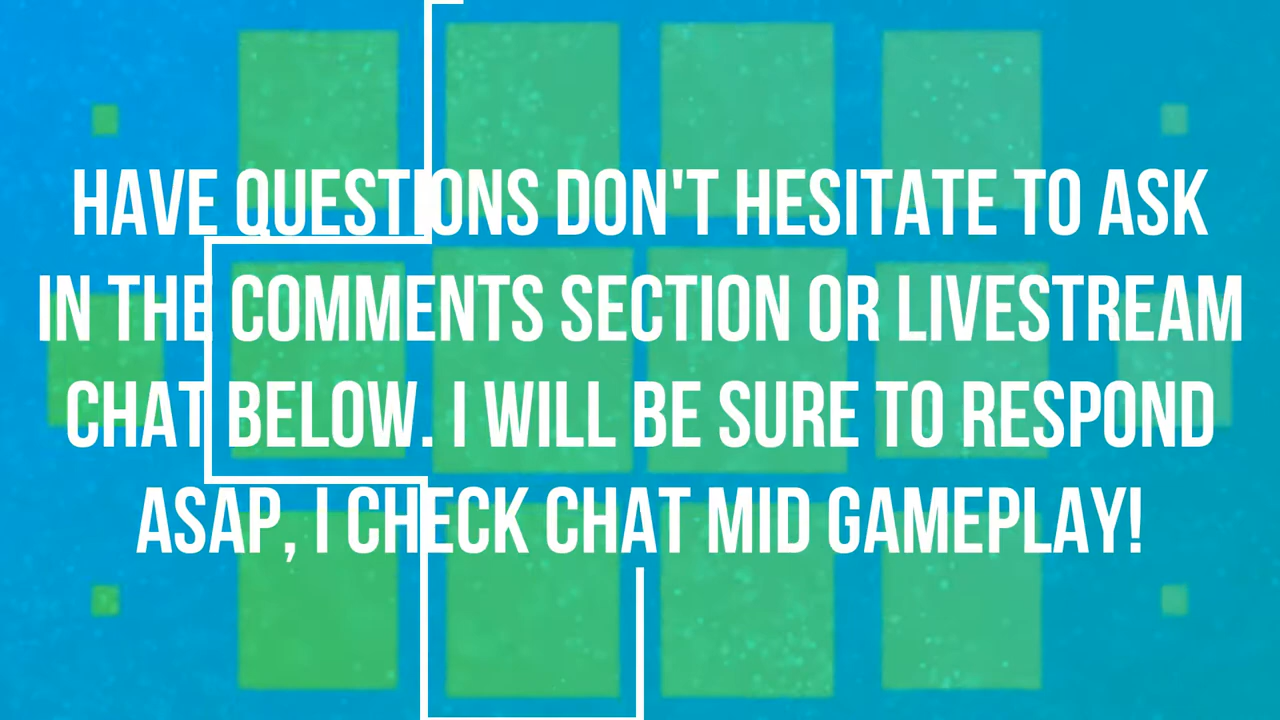 HAVE QUESTIONS DON'T HESITATE TO ASK
IN THE COMMENTS SECTION OR LIVESTREAM
CHAT BELOW. I WILL BE SURE TO RESPOND
ASAP, I CHECK CHAT MID GAMEPLAY!